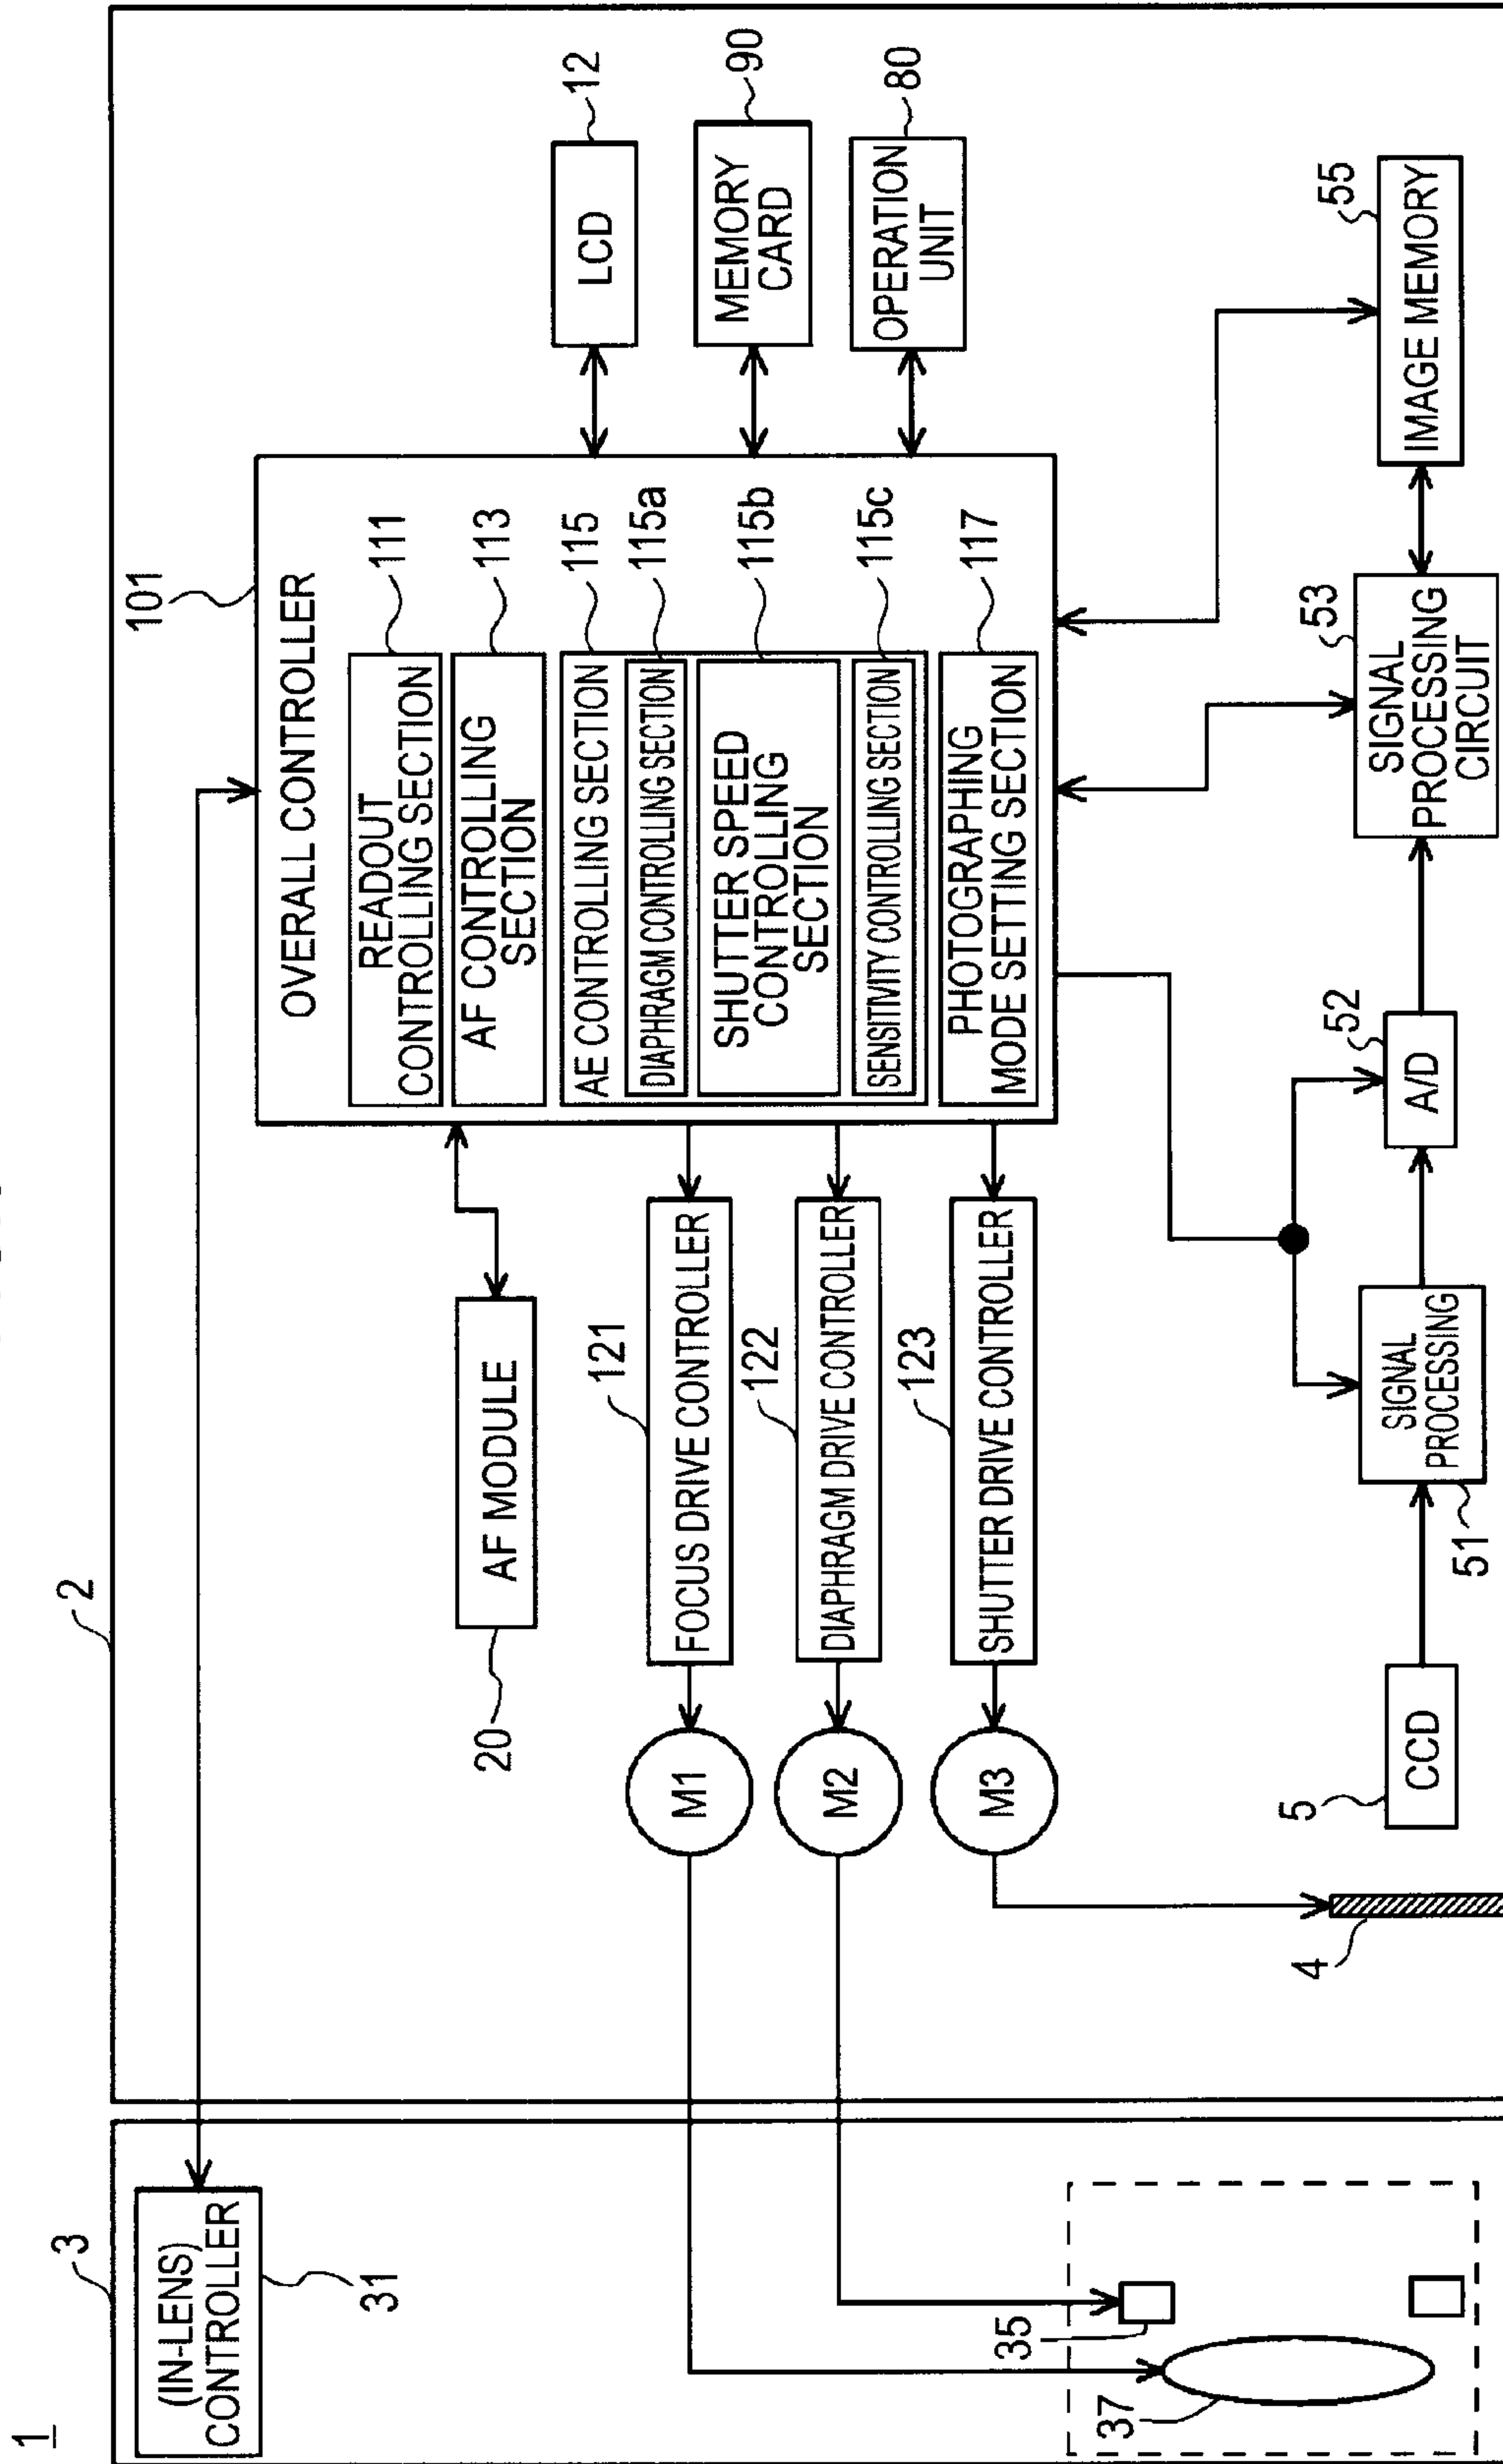 1
3
2
(IN-LENS)
CONTROLLER
31
101
OVERALL CONTROLLER
READOUT
CONTROLLING SECTION
111
AF CONTROLLING
SECTION
113
AE CONTROLLING SECTION
115
DIAPHRAGM CONTROLLING SECTION
115a
SHUTTER SPEED
CONTROLLING
SECTION
115b
SENSITIVITY CONTROLLING SECTION
115c
PHOTOGRAPHING
MODE SETTING SECTION
117
LCD
12
MEMORY
CARD
90
OPERATION
UNIT
80
AF MODULE
20
121
FOCUS DRIVE CONTROLLER
M1
122
DIAPHRAGM DRIVE CONTROLLER
M2
123
SHUTTER DRIVE CONTROLLER
M3
35
37
4
5
CCD
SIGNAL
PROCESSING
51
A/D
52
SIGNAL
PROCESSING
CIRCUIT
53
IMAGE MEMORY
55